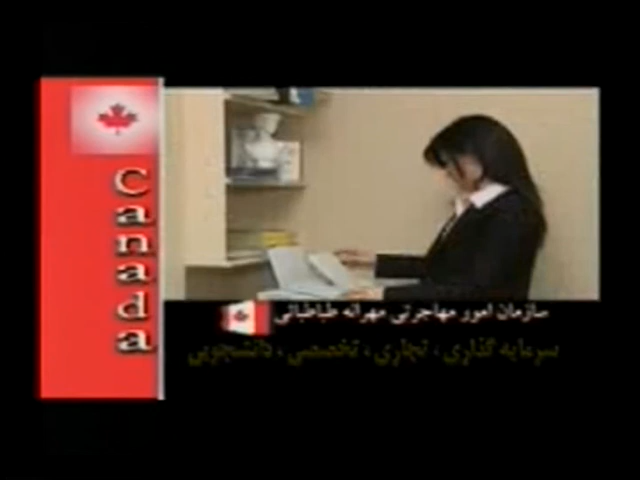 Canada
سازمان امور مهاجرتی مهرانه طباطبائی
سرمایه گذاری ، تجاری ، تخصصی ، دانشجویی